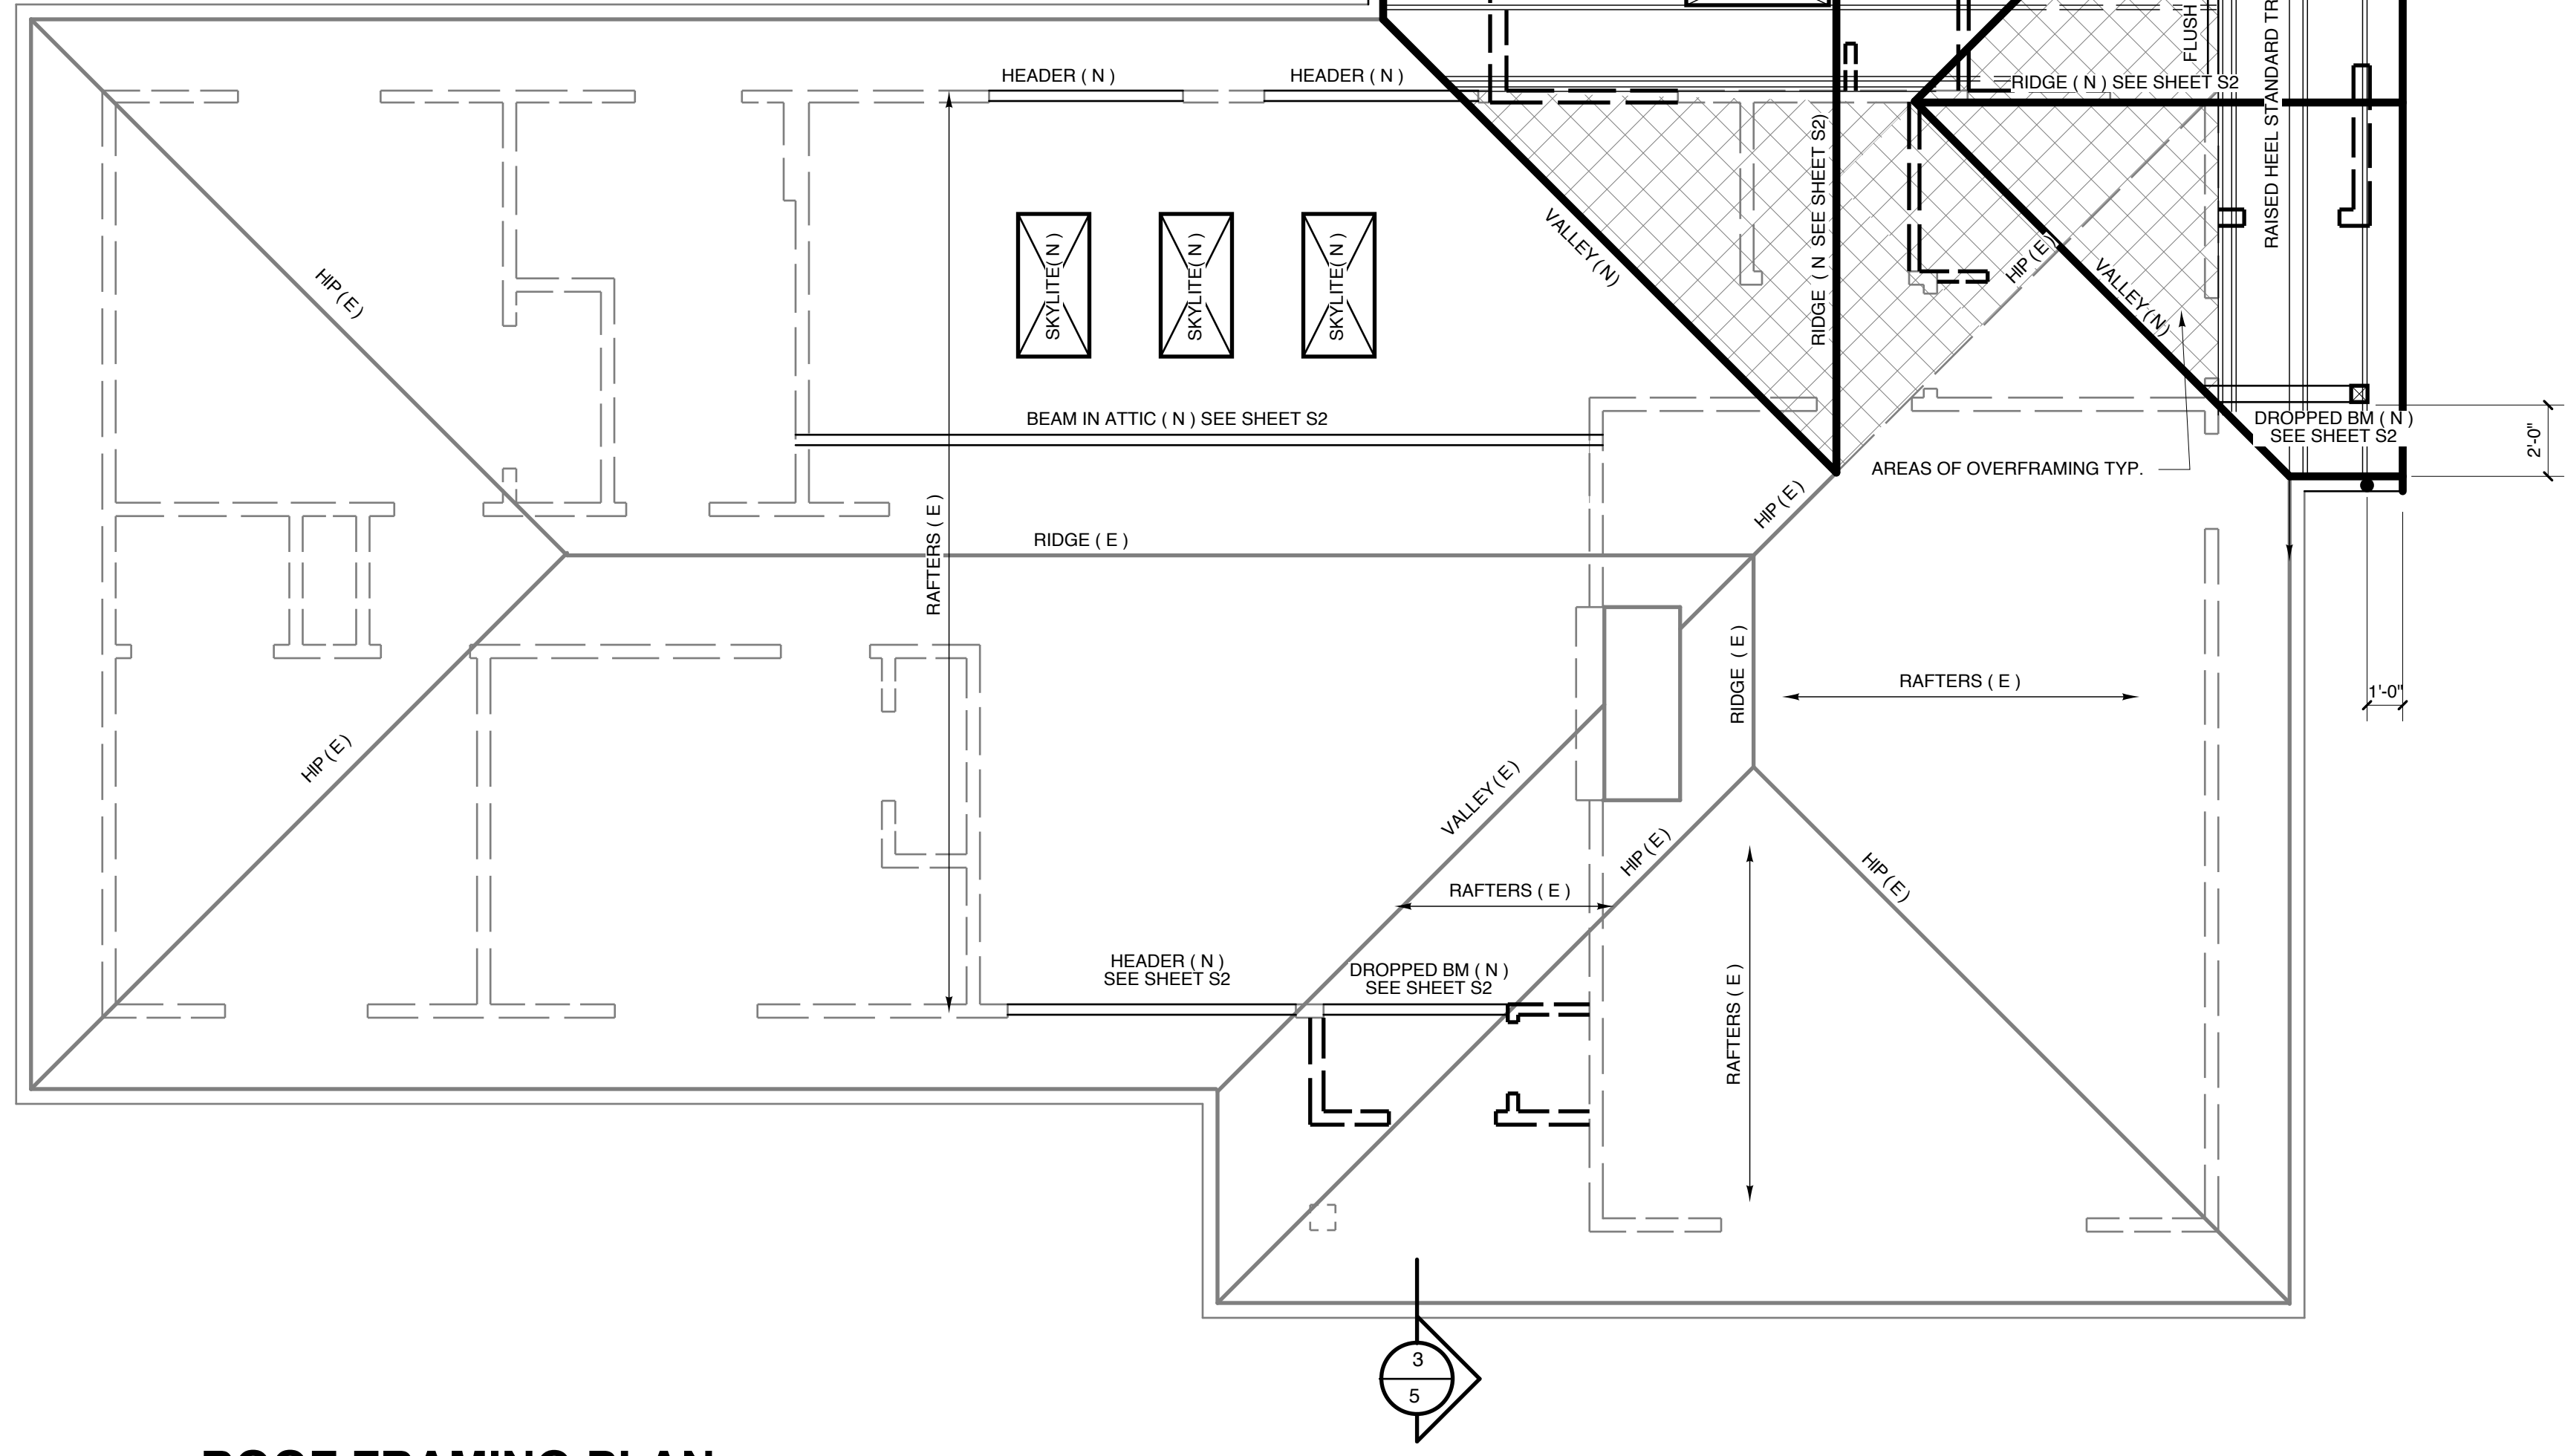 HEADER ( N )
HEADER ( N )
FLUSH
RAISED HEEL STANDARD TR
RIDGE ( N ) SEE SHEET S2
RIDGE ( N SEE SHEET S2)
VALLEY (N)
HIP (E)
SKYLITE( N )
SKYLITE( N )
SKYLITE( N )
HIP (E)
VALLEY (N)
BEAM IN ATTIC ( N ) SEE SHEET S2
DROPPED BM ( N )
SEE SHEET S2
2'-0"
AREAS OF OVERFRAMING TYP.
HIP (E)
RIDGE ( E )
RAFTERS ( E )
RIDGE ( E )
RAFTERS ( E )
1'-0"
HIP (E)
VALLEY (E)
HIP (E)
HIP (E)
RAFTERS ( E )
RAFTERS ( E )
HEADER ( N )
SEE SHEET S2
DROPPED BM ( N )
SEE SHEET S2
3
5
ROOF FRAMING PLAN